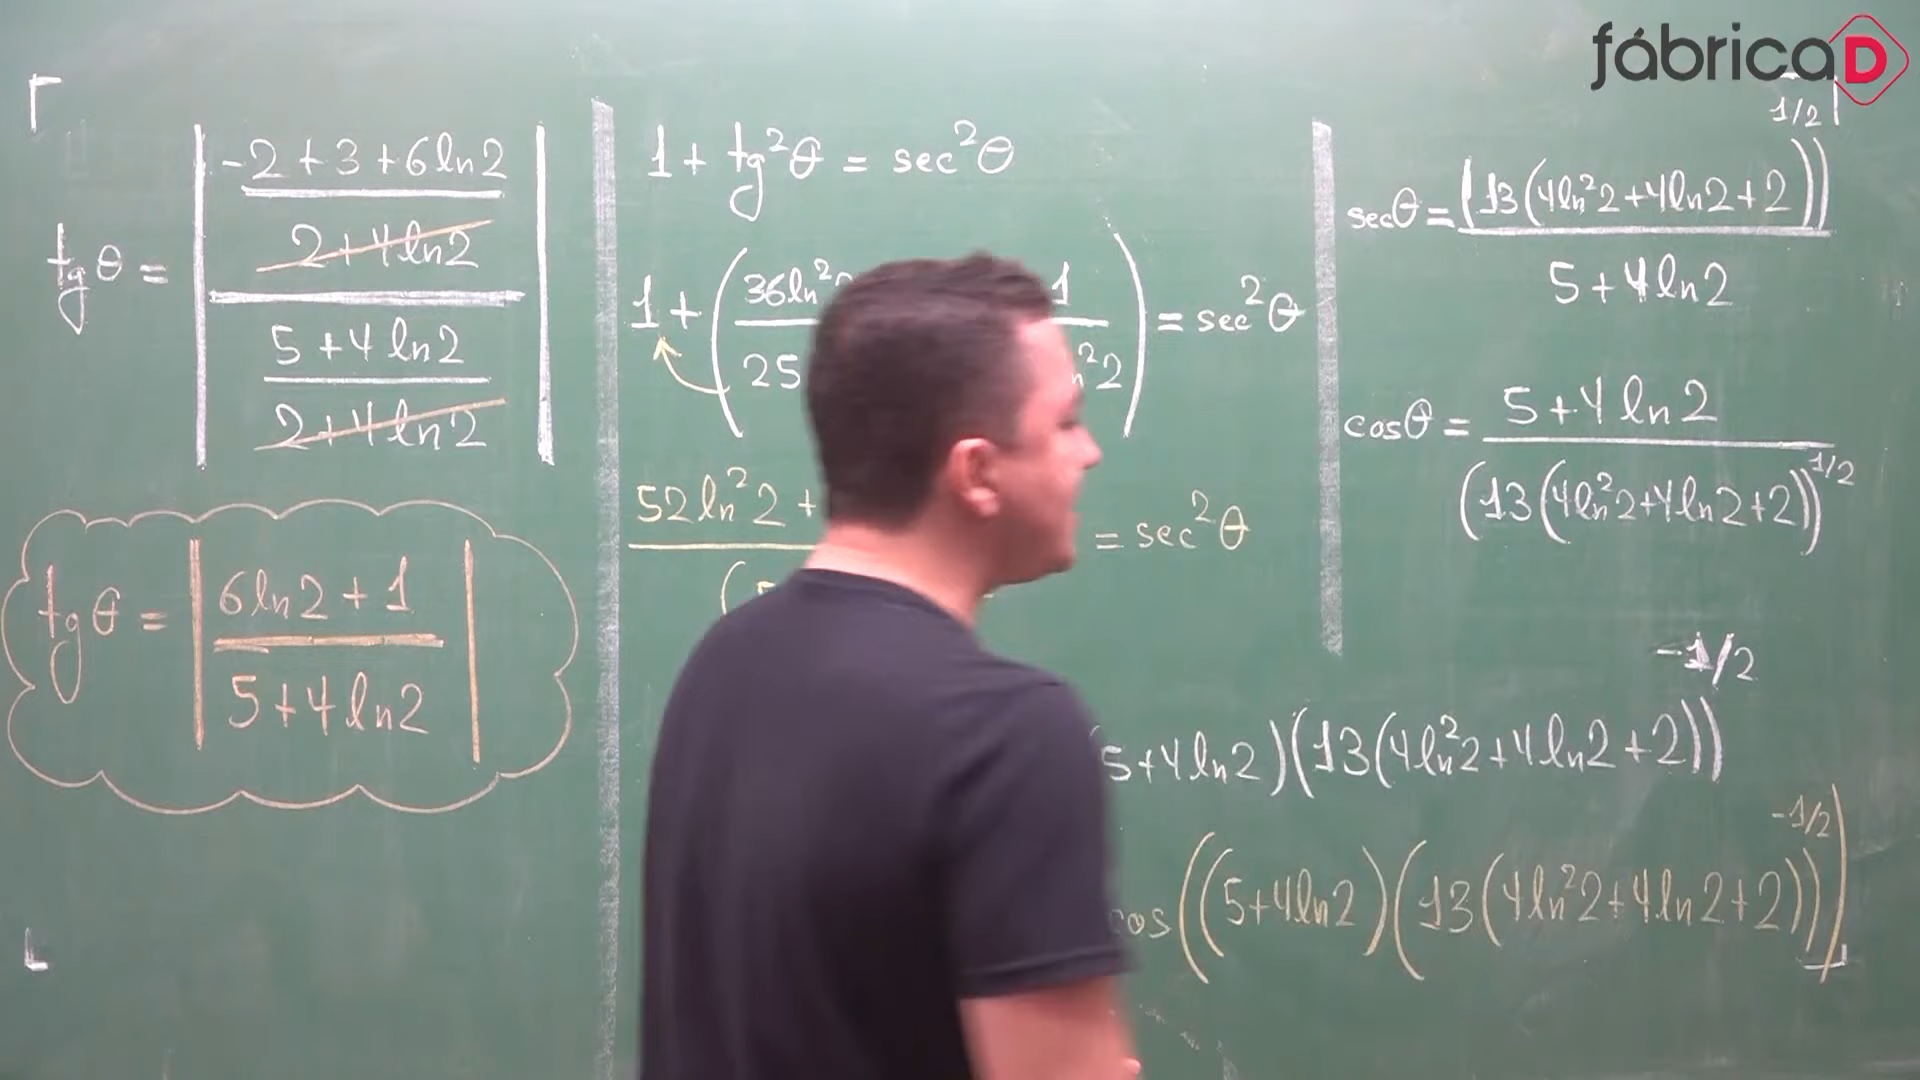 fábricaD
tgθ = | (-2 + 3 + 6ln2)/(2 + 4ln2) / (5 + 4ln2)/(2 + 4ln2) |
tgθ = | (6ln2 + 1)/(5 + 4ln2) |
1 + tg²θ = sec²θ
1 + ( 36ln² 1 / 25 n²2 ) = sec²θ
52ln²2 + = sec²θ
secθ = (13(4ln²2+4ln2+2))^1/2 / 5 + 4ln2
cosθ = 5 + 4ln2 / (13(4ln²2+4ln2+2))^1/2
5+4ln2)(13(4ln²2+4ln2+2))^-1/2
cos((5+4ln2)(13(4ln²2+4ln2+2))^-1/2)